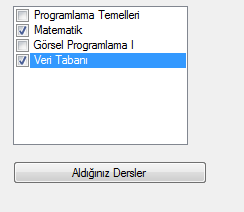 Programlama Temelleri
Matematik
Görsel Programlama I
Veri Tabanı
Aldığınız Dersler